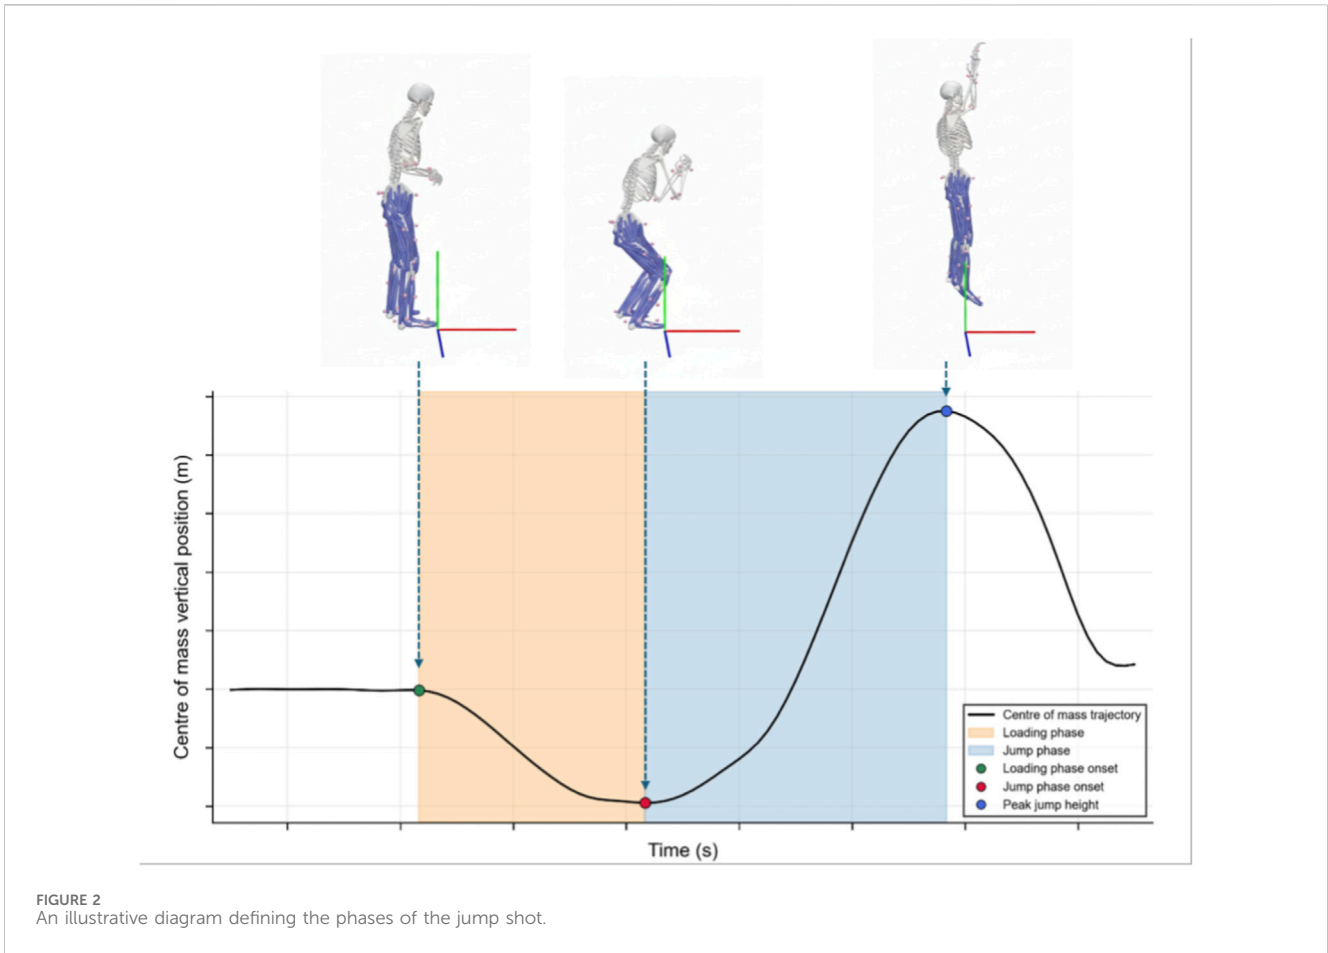 Centre of mass vertical position (m)
Centre of mass trajectory
Loading phase
Jump phase
Loading phase onset
Jump phase onset
Peak jump height
Time (s)
FIGURE 2
An illustrative diagram defining the phases of the jump shot.